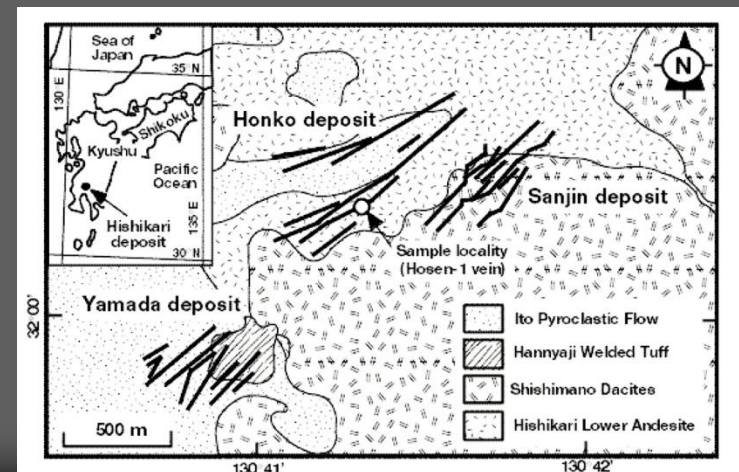 Sea of
Japan
35 N
130 E
Shikoku
Kyushu
Pacific
Ocean
Hishikari
deposit
135 E
30 N
N
Honko deposit
Sanjin deposit
Sample locality
(Hosen-1 vein)
Yamada deposit
32 00'
Ito Pyroclastic Flow
Hannyaji Welded Tuff
Shishimano Dacites
Hishikari Lower Andesite
500 m
130 41'
130 42'